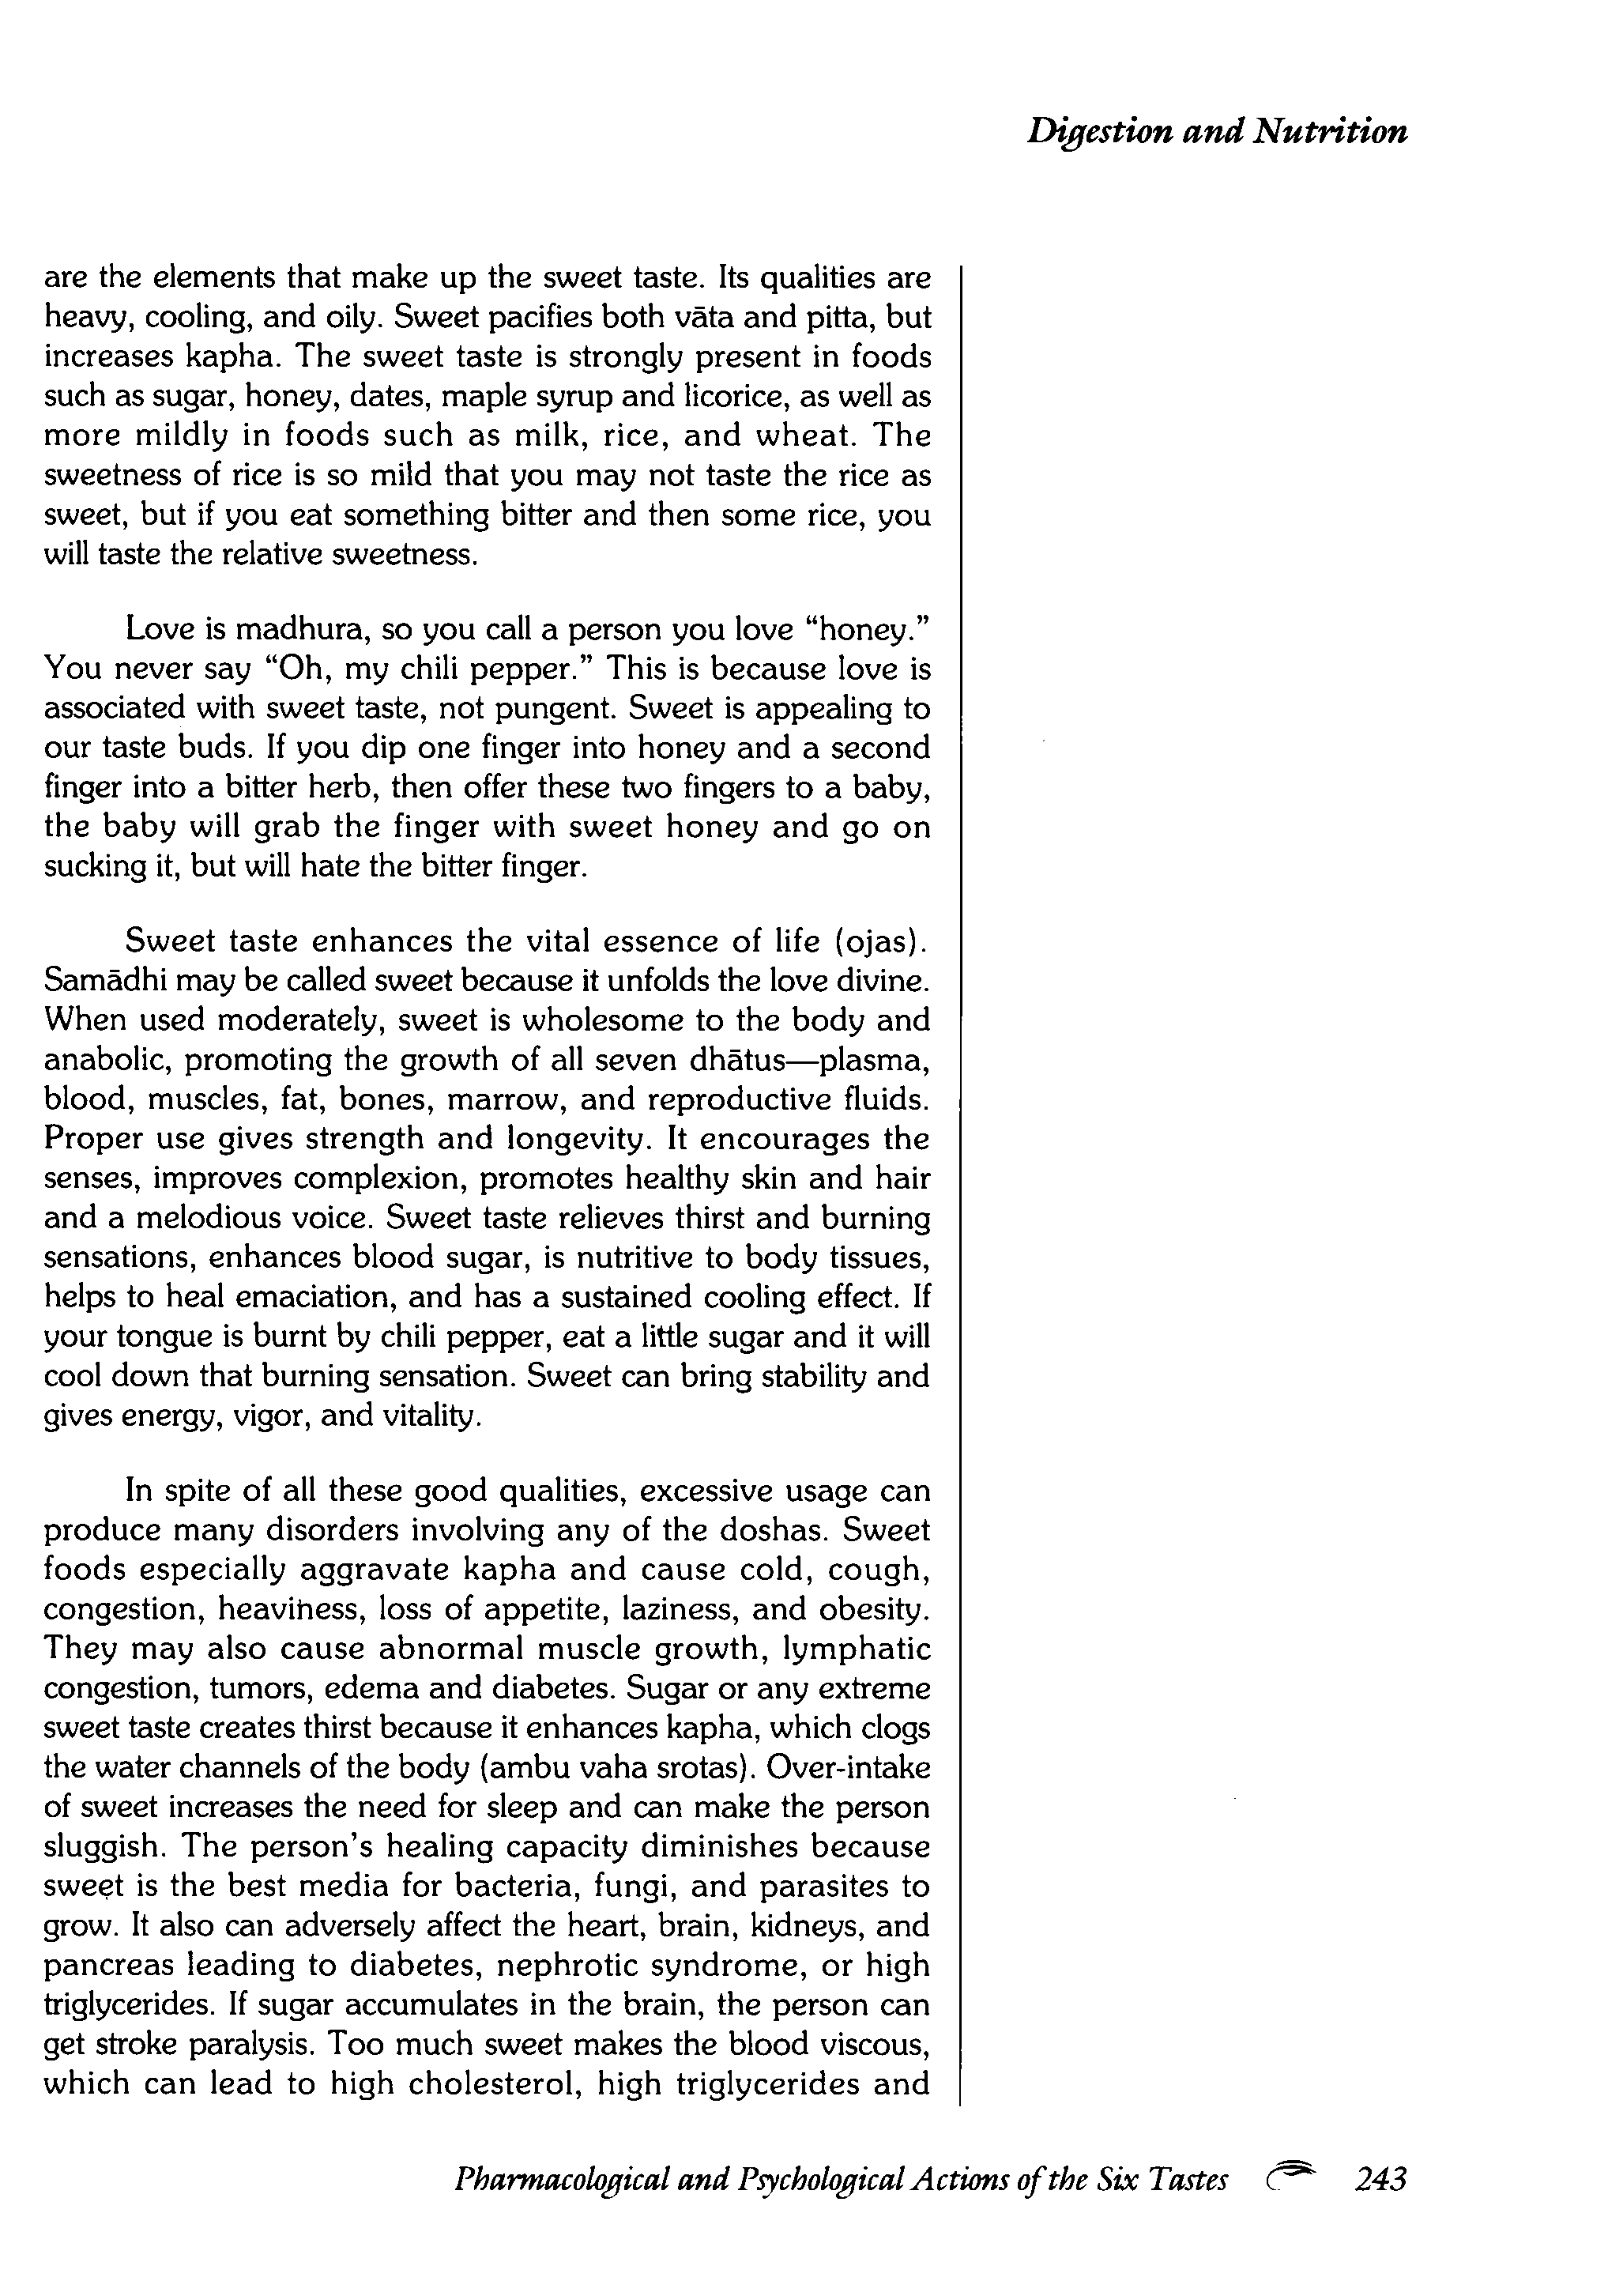 Digestion and Nutrition
are the elements that make up the sweet taste. Its qualities are
heavy, cooling, and oily. Sweet pacifies both vāta and pitta, but
increases kapha. The sweet taste is strongly present in foods
such as sugar, honey, dates, maple syrup and licorice, as well as
more mildly in foods such as milk, rice, and wheat. The
sweetness of rice is so mild that you may not taste the rice as
sweet, but if you eat something bitter and then some rice, you
will taste the relative sweetness.
Love is madhura, so you call a person you love “honey.”
You never say “Oh, my chili pepper.” This is because love is
associated with sweet taste, not pungent. Sweet is appealing to
our taste buds. If you dip one finger into honey and a second
finger into a bitter herb, then offer these two fingers to a baby,
the baby will grab the finger with sweet honey and go on
sucking it, but will hate the bitter finger.
Sweet taste enhances the vital essence of life (ojas).
Samādhi may be called sweet because it unfolds the love divine.
When used moderately, sweet is wholesome to the body and
anabolic, promoting the growth of all seven dhātus—plasma,
blood, muscles, fat, bones, marrow, and reproductive fluids.
Proper use gives strength and longevity. It encourages the
senses, improves complexion, promotes healthy skin and hair
and a melodious voice. Sweet taste relieves thirst and burning
sensations, enhances blood sugar, is nutritive to body tissues,
helps to heal emaciation, and has a sustained cooling effect. If
your tongue is burnt by chili pepper, eat a little sugar and it will
cool down that burning sensation. Sweet can bring stability and
gives energy, vigor, and vitality.
In spite of all these good qualities, excessive usage can
produce many disorders involving any of the doshas. Sweet
foods especially aggravate kapha and cause cold, cough,
congestion, heaviness, loss of appetite, laziness, and obesity.
They may also cause abnormal muscle growth, lymphatic
congestion, tumors, edema and diabetes. Sugar or any extreme
sweet taste creates thirst because it enhances kapha, which clogs
the water channels of the body (ambu vaha srotas). Over-intake
of sweet increases the need for sleep and can make the person
sluggish. The person’s healing capacity diminishes because
sweet is the best media for bacteria, fungi, and parasites to
grow. It also can adversely affect the heart, brain, kidneys, and
pancreas leading to diabetes, nephrotic syndrome, or high
triglycerides. If sugar accumulates in the brain, the person can
get stroke paralysis. Too much sweet makes the blood viscous,
which can lead to high cholesterol, high triglycerides and
Pharmacological and Psychological Actions of the Six Tastes 243